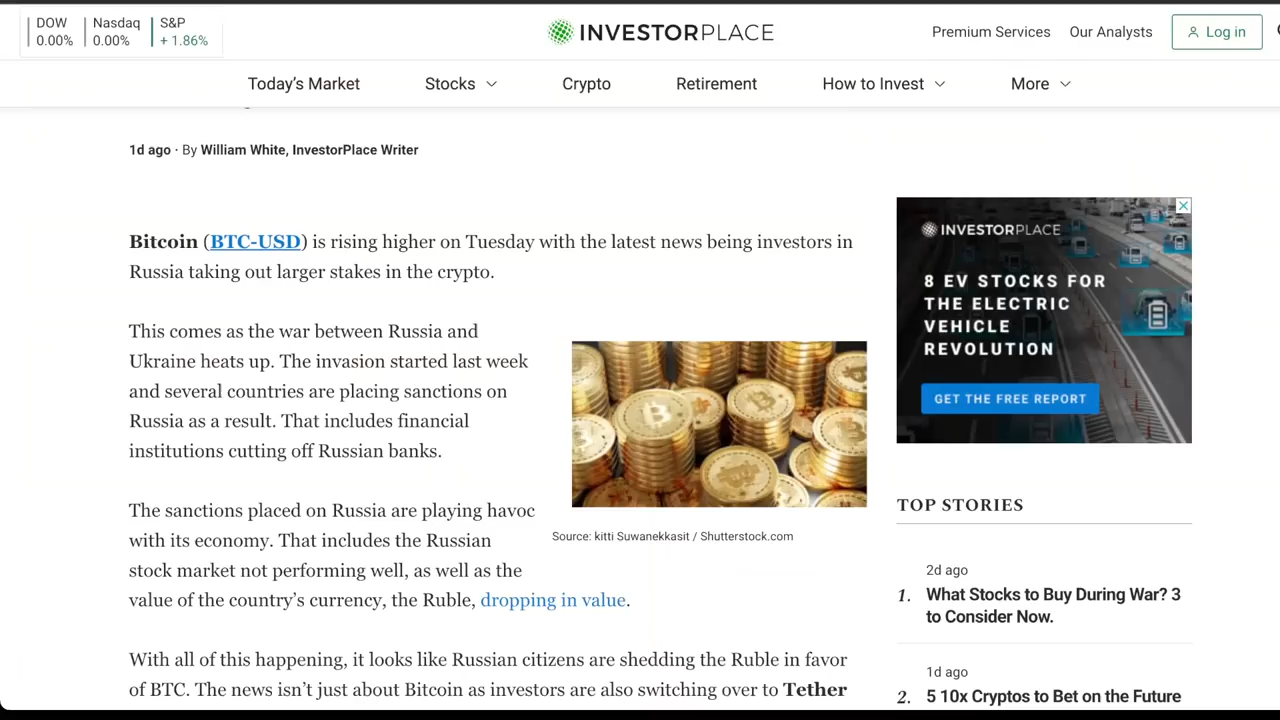 DOW
0.00%
Nasdaq
0.00%
S&P
+ 1.86%
INVESTORPLACE
Premium Services
Our Analysts
Log in
Today's Market
Stocks
Crypto
Retirement
How to Invest
More
1d ago · By William White, InvestorPlace Writer
Bitcoin (BTC-USD) is rising higher on Tuesday with the latest news being investors in
Russia taking out larger stakes in the crypto.
This comes as the war between Russia and
Ukraine heats up. The invasion started last week
and several countries are placing sanctions on
Russia as a result. That includes financial
institutions cutting off Russian banks.
Source: kitti Suwanekkasit / Shutterstock.com
The sanctions placed on Russia are playing havoc
with its economy. That includes the Russian
stock market not performing well, as well as the
value of the country's currency, the Ruble, dropping in value.
With all of this happening, it looks like Russian citizens are shedding the Ruble in favor
of BTC. The news isn't just about Bitcoin as investors are also switching over to Tether
INVESTORPLACE
8 EV STOCKS FOR
THE ELECTRIC
VEHICLE
REVOLUTION
GET THE FREE REPORT
TOP STORIES
2d ago
1. What Stocks to Buy During War? 3
to Consider Now.
1d ago
2. 5 10x Cryptos to Bet on the Future